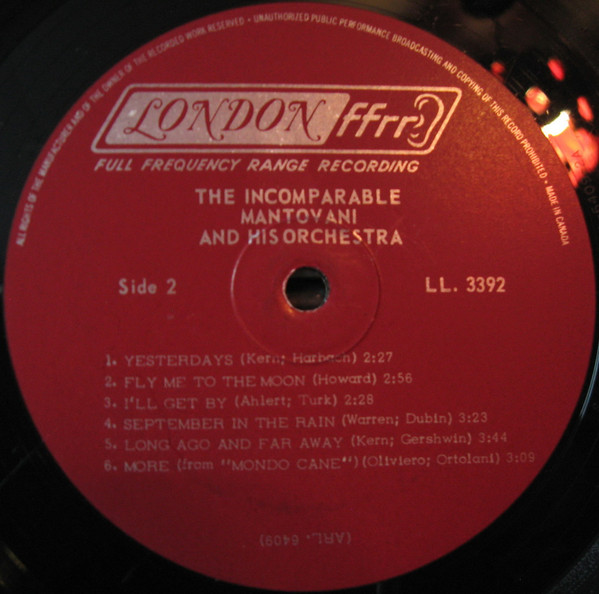 ALL RIGHTS OF THE MANUFACTURER AND OF THE OWNER OF THE RECORDED WORK RESERVED • UNAUTHORIZED PUBLIC PERFORMANCE BROADCASTING AND COPYING OF THIS RECORD PROHIBITED • MADE IN CANADA
LONDON ffrr
FULL FREQUENCY RANGE RECORDING
THE INCOMPARABLE
MANTOVANI
AND HIS ORCHESTRA
Side 2
LL. 3392
1. YESTERDAYS (Kern; Harbach) 2:27
2. FLY ME TO THE MOON (Howard) 2:56
3. I'LL GET BY (Ahlert; Turk) 2:28
4. SEPTEMBER IN THE RAIN (Warren; Dubin) 3:23
5. LONG AGO AND FAR AWAY (Kern; Gershwin) 3:44
6. MORE (from "MONDO CANE") (Oliviero; Ortolani) 3:09
(ARL. 6409)